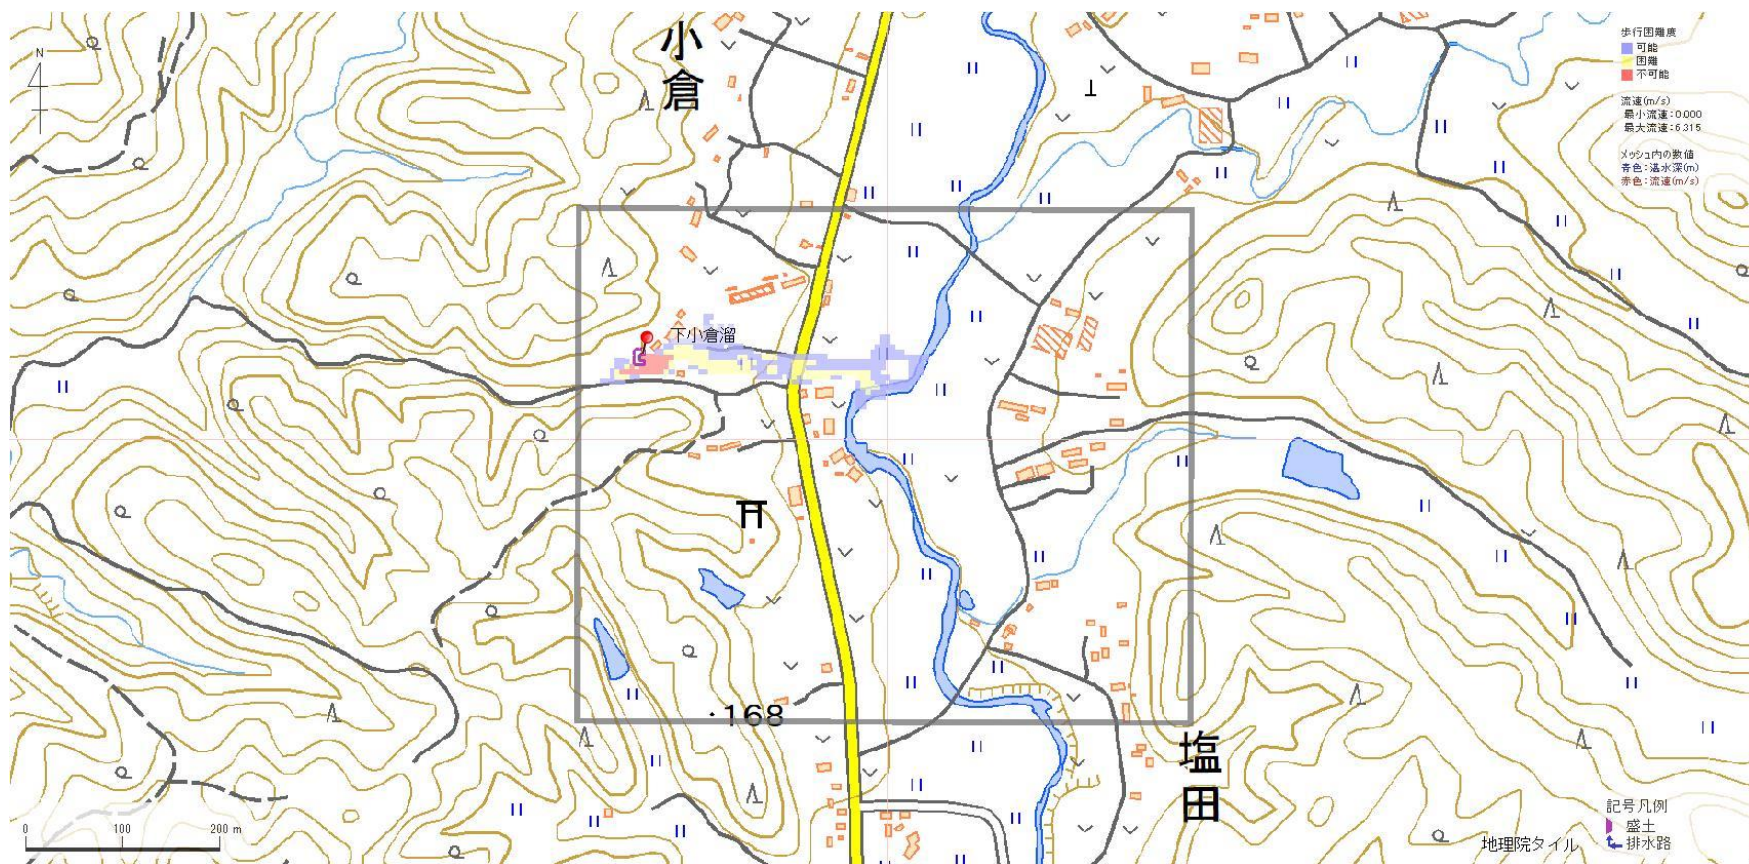 小倉
N
歩行困難度
可能
困難
不可能
流速(m/s)
最小流速:0.000
最大流速:6.315
メッシュ内の数値
青色:湛水深(m)
赤色:流速(m/s)
下小倉溜
・168
塩田
0 100 200 m
記号凡例
盛土
排水路
地理院タイル